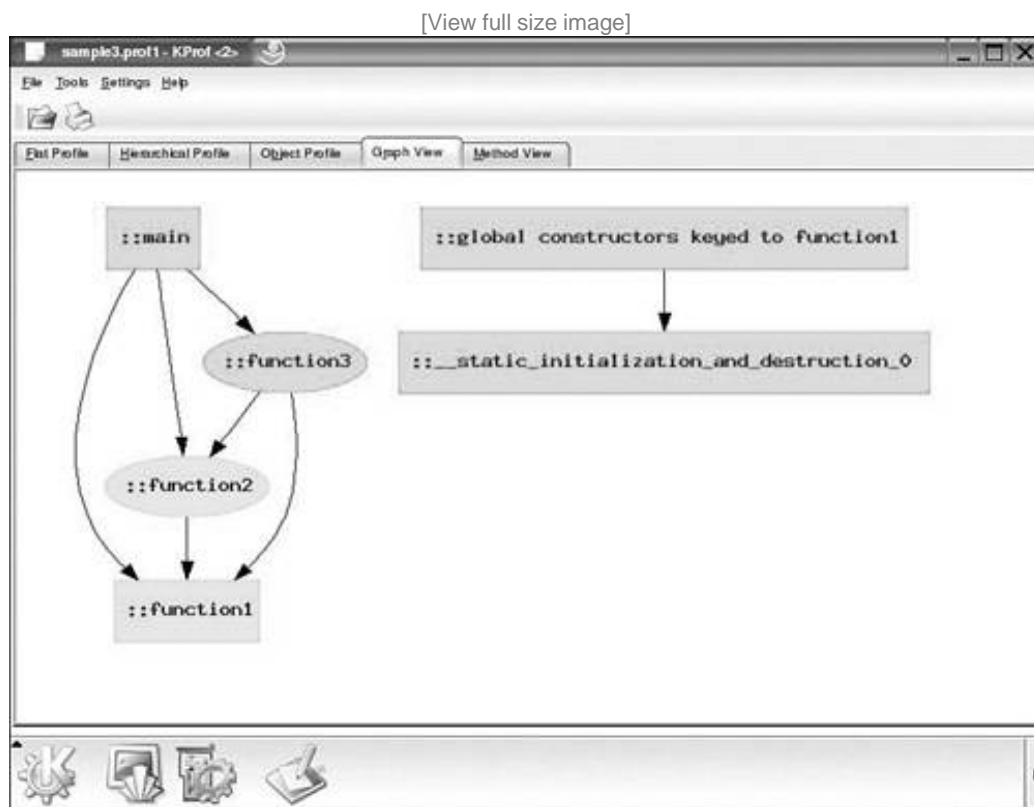 [View full size image]
sample3.prof1 - KProf <2>
File Tools Settings Help
Flat Profile Hierarchical Profile Object Profile Graph View Method View
::main
::global constructors keyed to function1
::function3
::__static_initialization_and_destruction_0
::function2
::function1